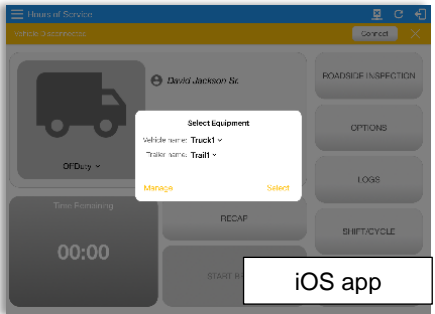 Hours of Service
Vehicle Disconnected
Connect
David Jackson Sr.
ROADSIDE INSPECTION
Select Equipment
Vehicle name: Truck1
Trailer name: Trail1
OPTIONS
OffDuty
Manage
Select
LOGS
Time Remaining
RECAP
SHIFT/CYCLE
00:00
START
iOS app